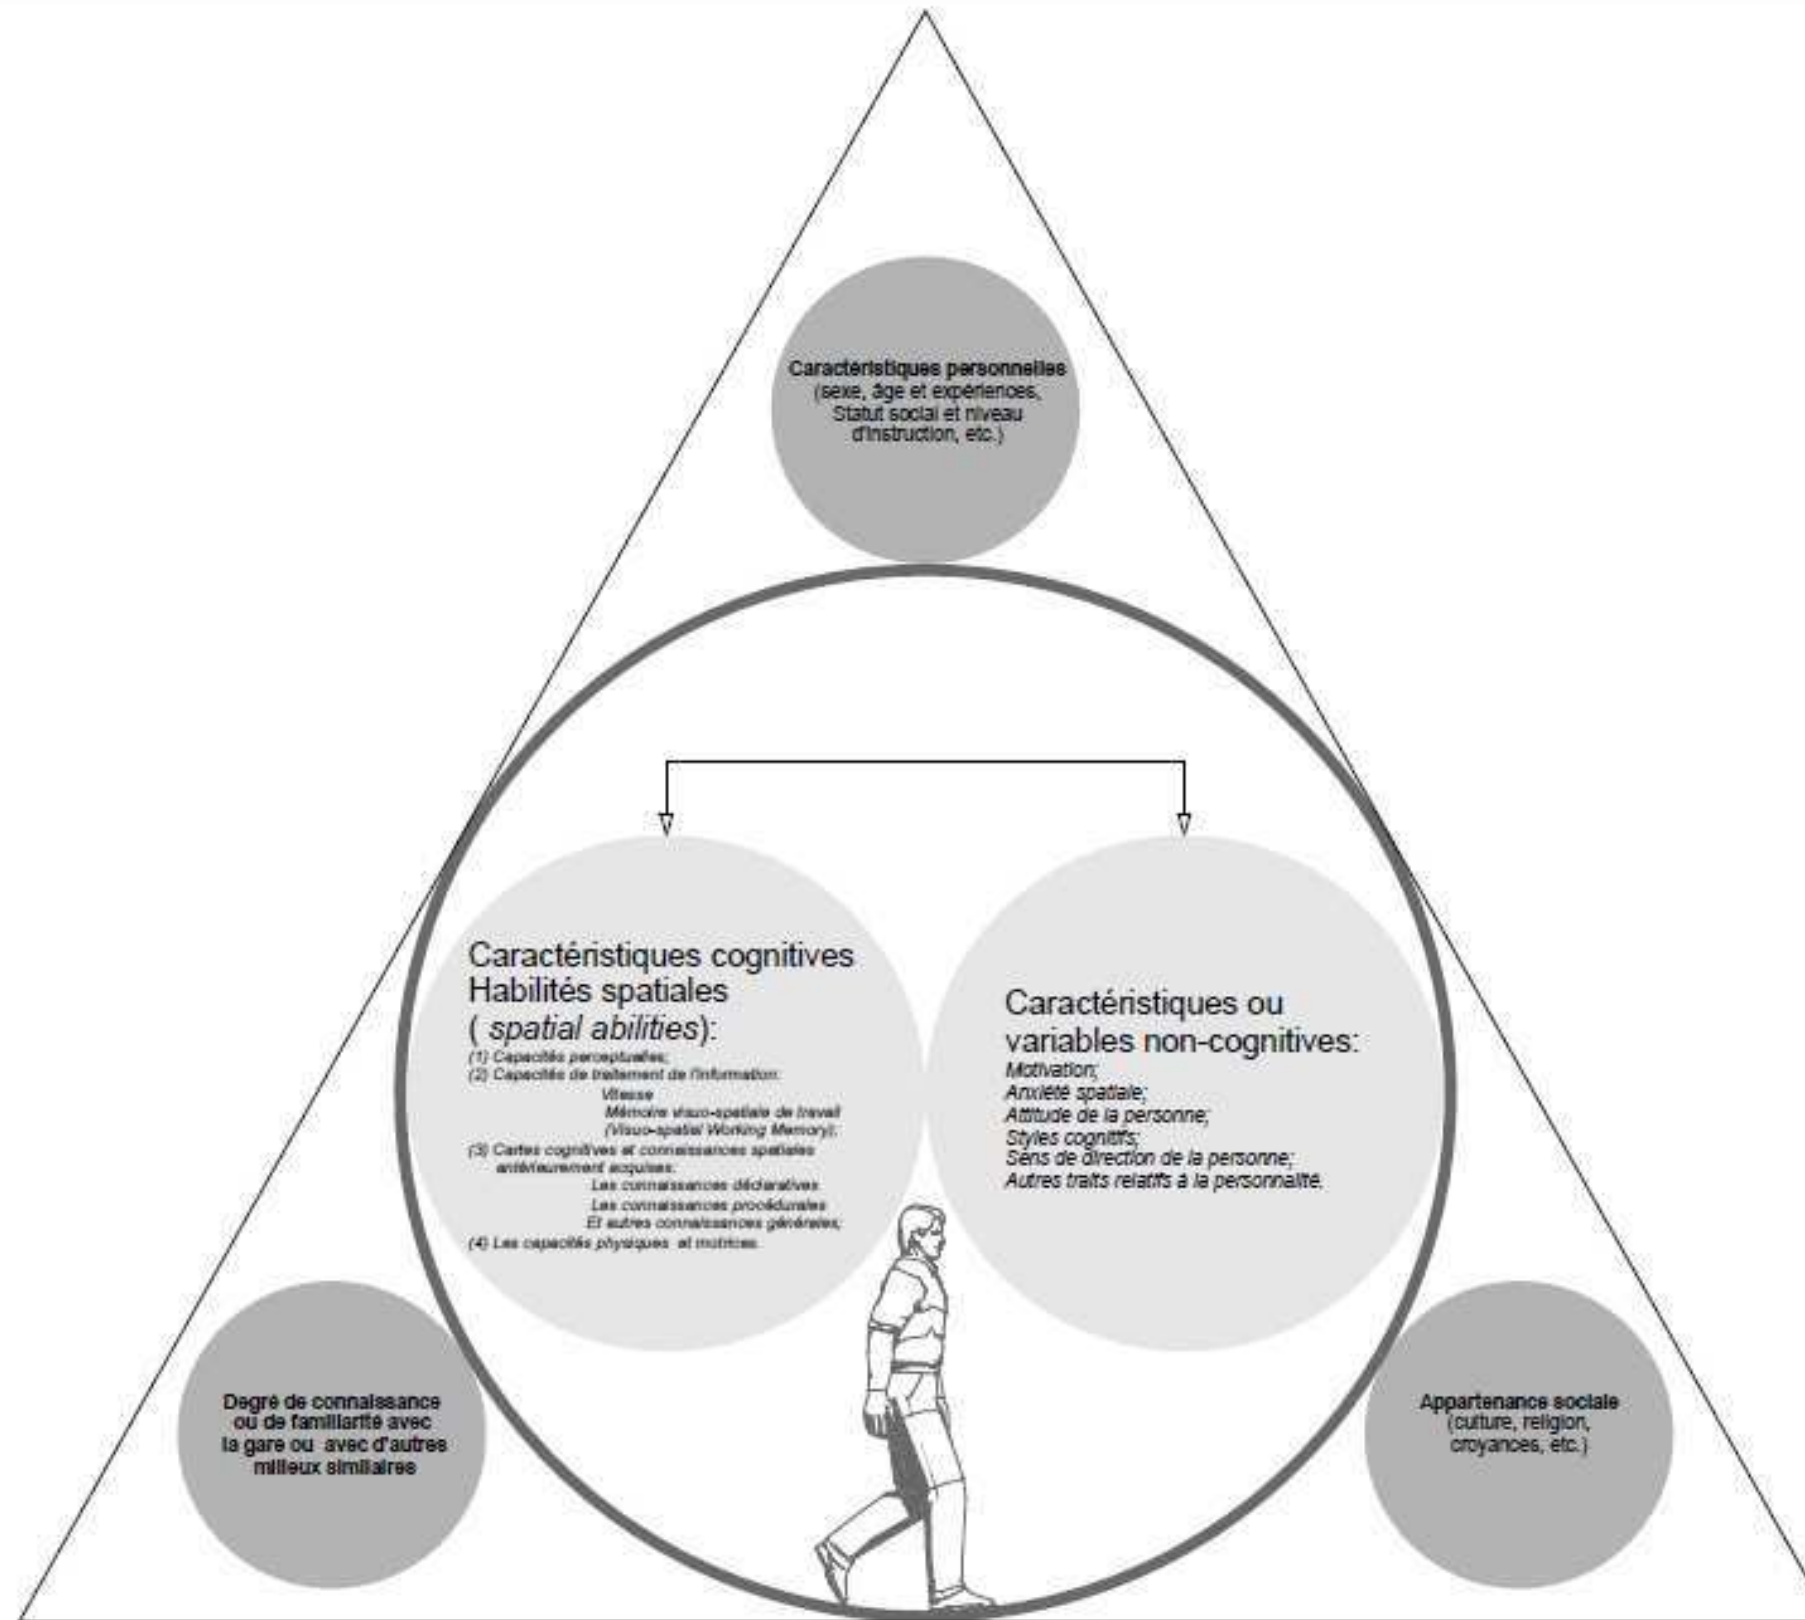 Caractéristiques personnelles
(sexe, âge et expériences,
Statut social et niveau
d'instruction, etc.)
Caractéristiques cognitives
Habilités spatiales
( spatial abilities):
(1) Capacités perceptuelles;
(2) Capacités de traitement de l'information:
Vitesse
Mémoire visuo-spatiale de travail
(Visuo-spatial Working Memory);
(3) Cartes cognitives et connaissances spatiales
antérieurement acquises:
Les connaissances déclaratives
Les connaissances procédurales
Et autres connaissances générales;
(4) Les capacités physiques et motrices.
Caractéristiques ou
variables non-cognitives:
Motivation;
Anxiété spatiale;
Attitude de la personne;
Styles cognitifs;
Sens de direction de la personne;
Autres traits relatifs à la personnalité.
Degré de connaissance
ou de familiarité avec
la gare ou avec d'autres
milieux similaires
Appartenance sociale
(culture, religion,
croyances, etc.)